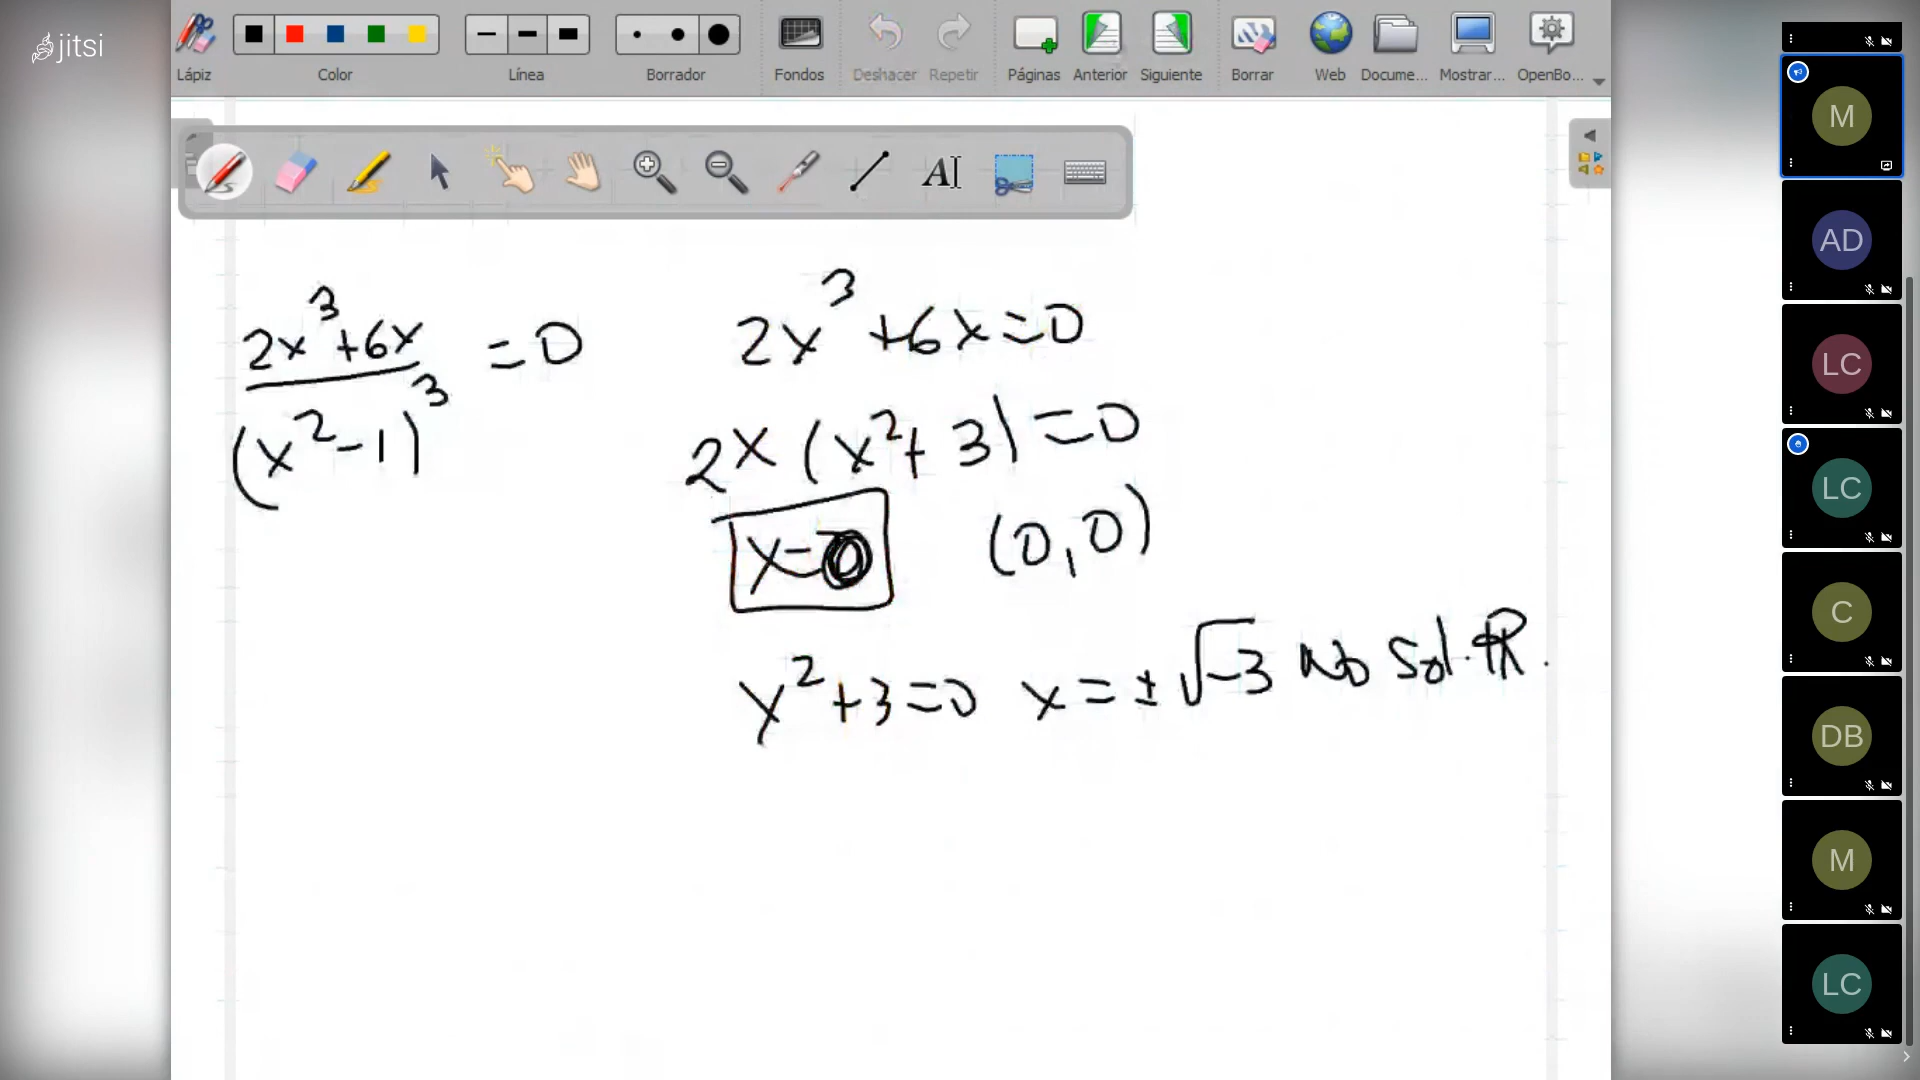 jitsi
Lápiz Color Línea Borrador Fondos Deshacer Repetir Páginas Anterior Siguiente Borrar Web Docume... Mostrar... OpenBo...
AI
(2x³+6x)/(x²-1)³ = 0
2x³+6x=0
2x(x²+3)=0
x=0 (0,0)
x²+3=0 x=±√-3 No Sol. ℝ.
M
AD
LC
LC
C
DB
M
LC